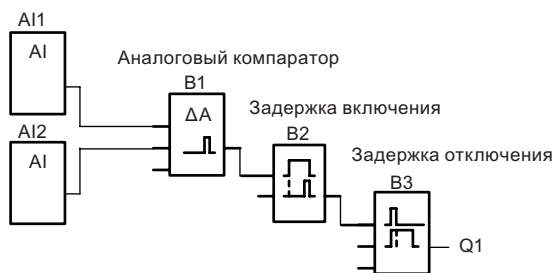 AI1
AI
Аналоговый компаратор
B1
ΔA
AI2
AI
Задержка включения
B2
Задержка отключения
B3
Q1